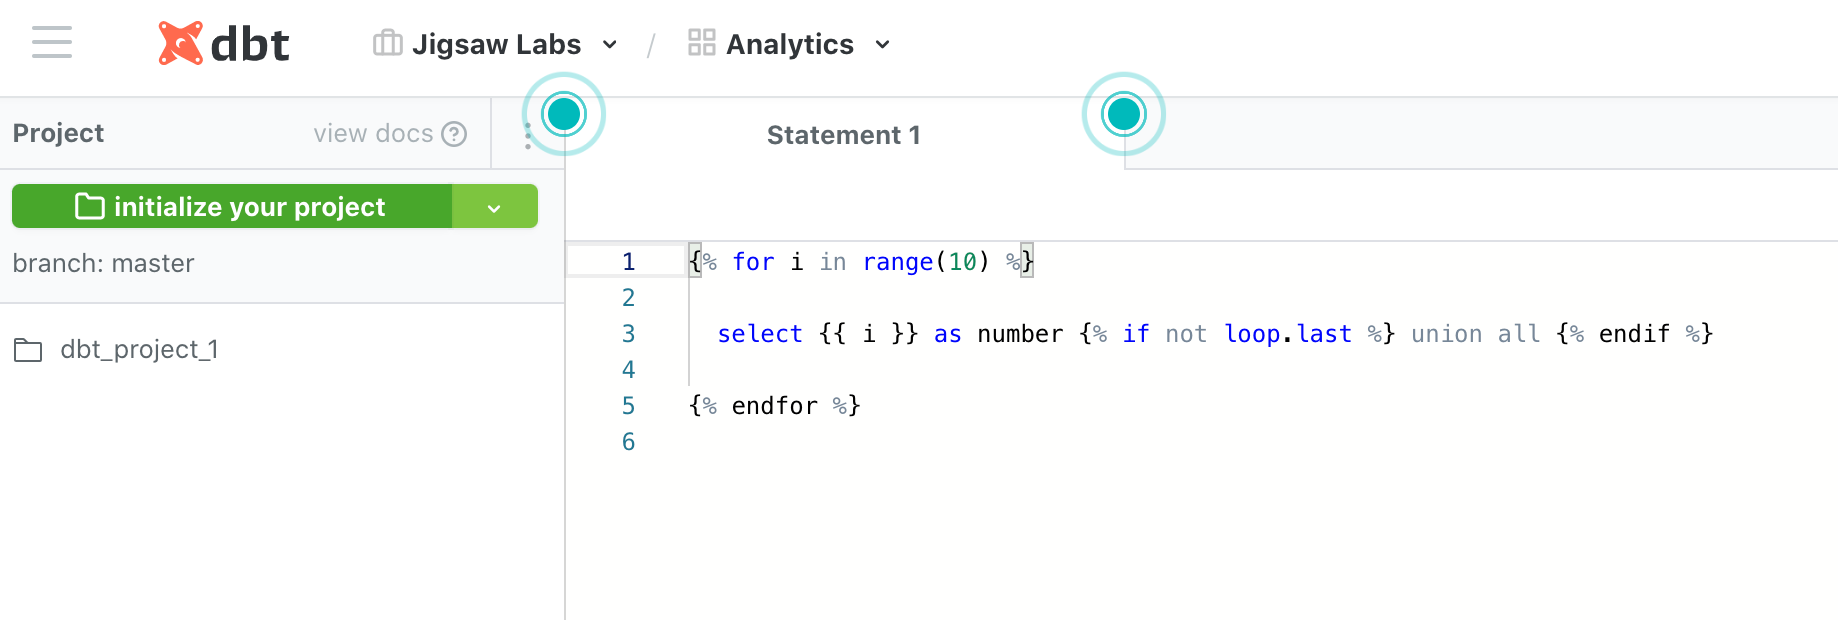 dbt Jigsaw Labs / Analytics
Project view docs ?
Statement 1
initialize your project
branch: master
dbt_project_1
1 {% for i in range(10) %}
2
3 select {{ i }} as number {% if not loop.last %} union all {% endif %}
4
5 {% endfor %}
6